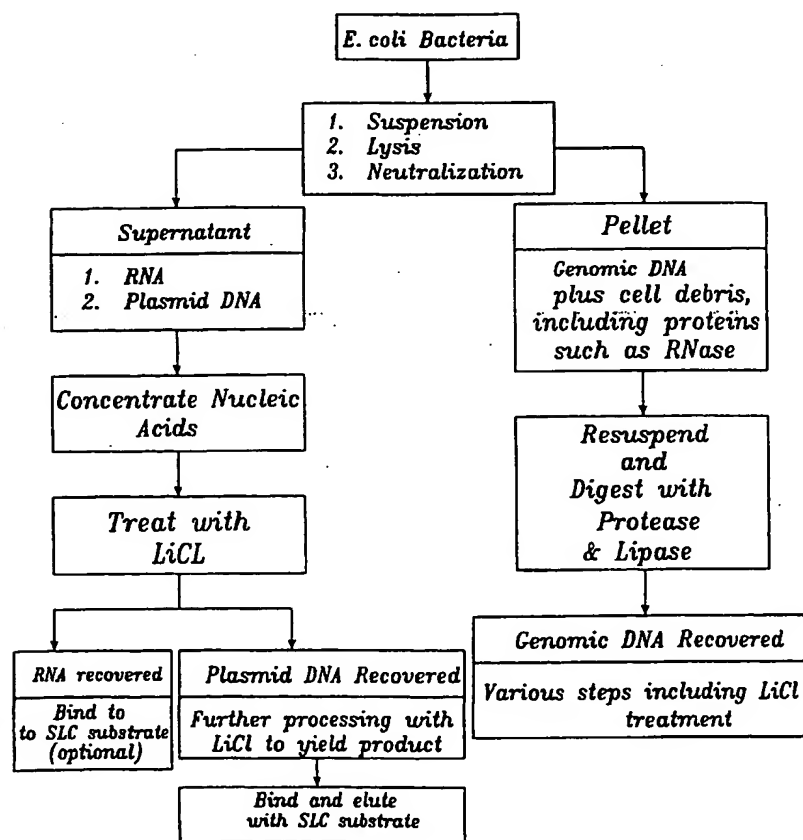 E. coli Bacteria
1. Suspension
2. Lysis
3. Neutralization
Supernatant
1. RNA
2. Plasmid DNA
Pellet
Genomic DNA
plus cell debris,
including proteins
such as RNase
Concentrate Nucleic
Acids
Resuspend
and
Digest with
Protease
& Lipase
Treat with
LiCL
RNA recovered
Bind to
to SLC substrate
(optional)
Plasmid DNA Recovered
Further processing with
LiCl to yield product
Genomic DNA Recovered
Various steps including LiCl
treatment
Bind and elute
with SLC substrate